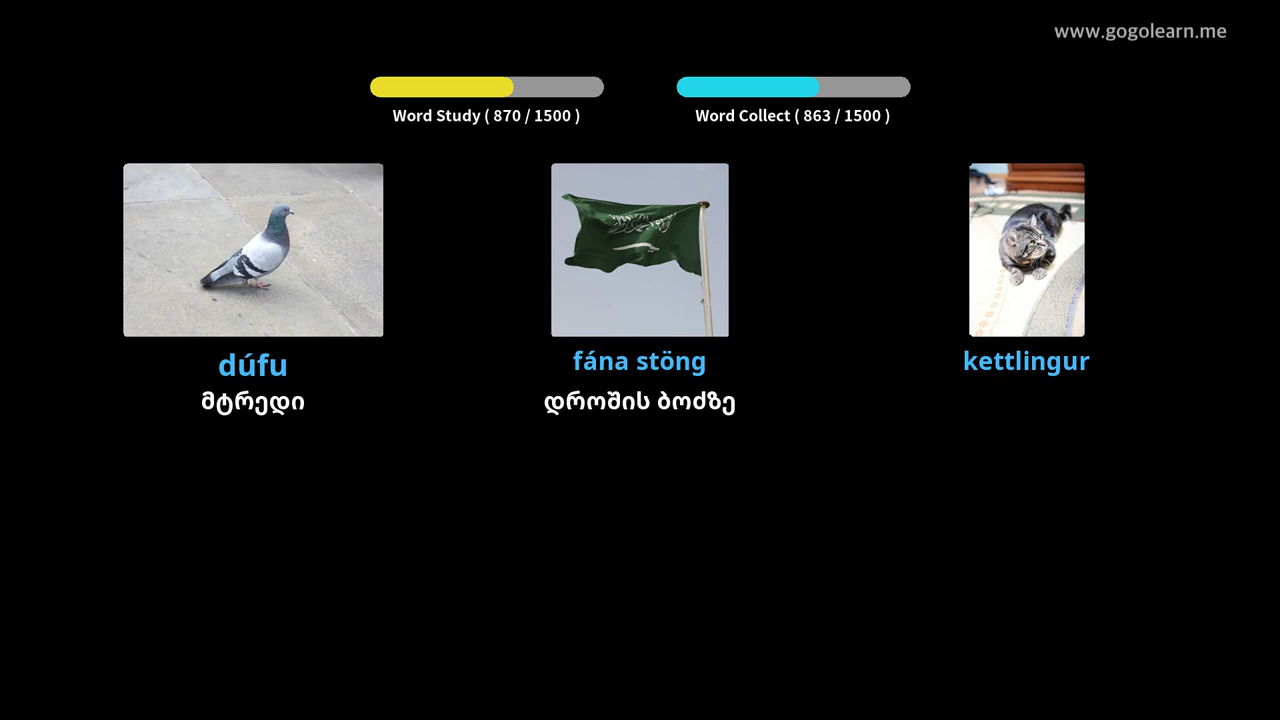 www.gogolearn.me
Word Study ( 870 / 1500 )
Word Collect ( 863 / 1500 )
dúfu
მტრედი
fána stöng
დროშის ბოძზე
kettlingur